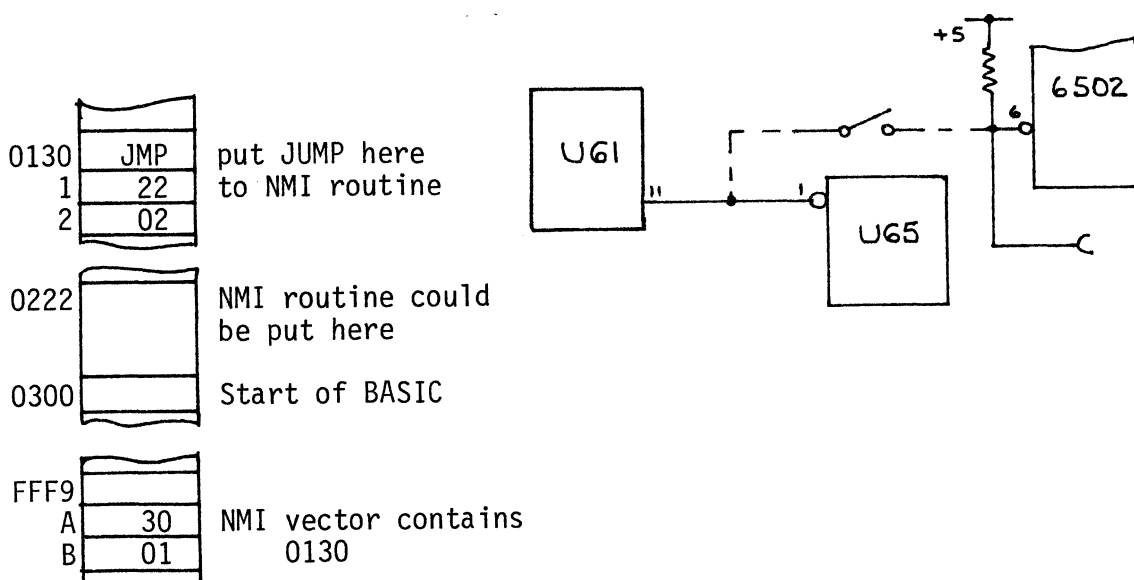 0130 JMP put JUMP here
1 22 to NMI routine
2 02
0222 NMI routine could
be put here
0300 Start of BASIC
FFF9
A 30 NMI vector contains
B 01 0130
+5
6502
6
U61
11
1
U65